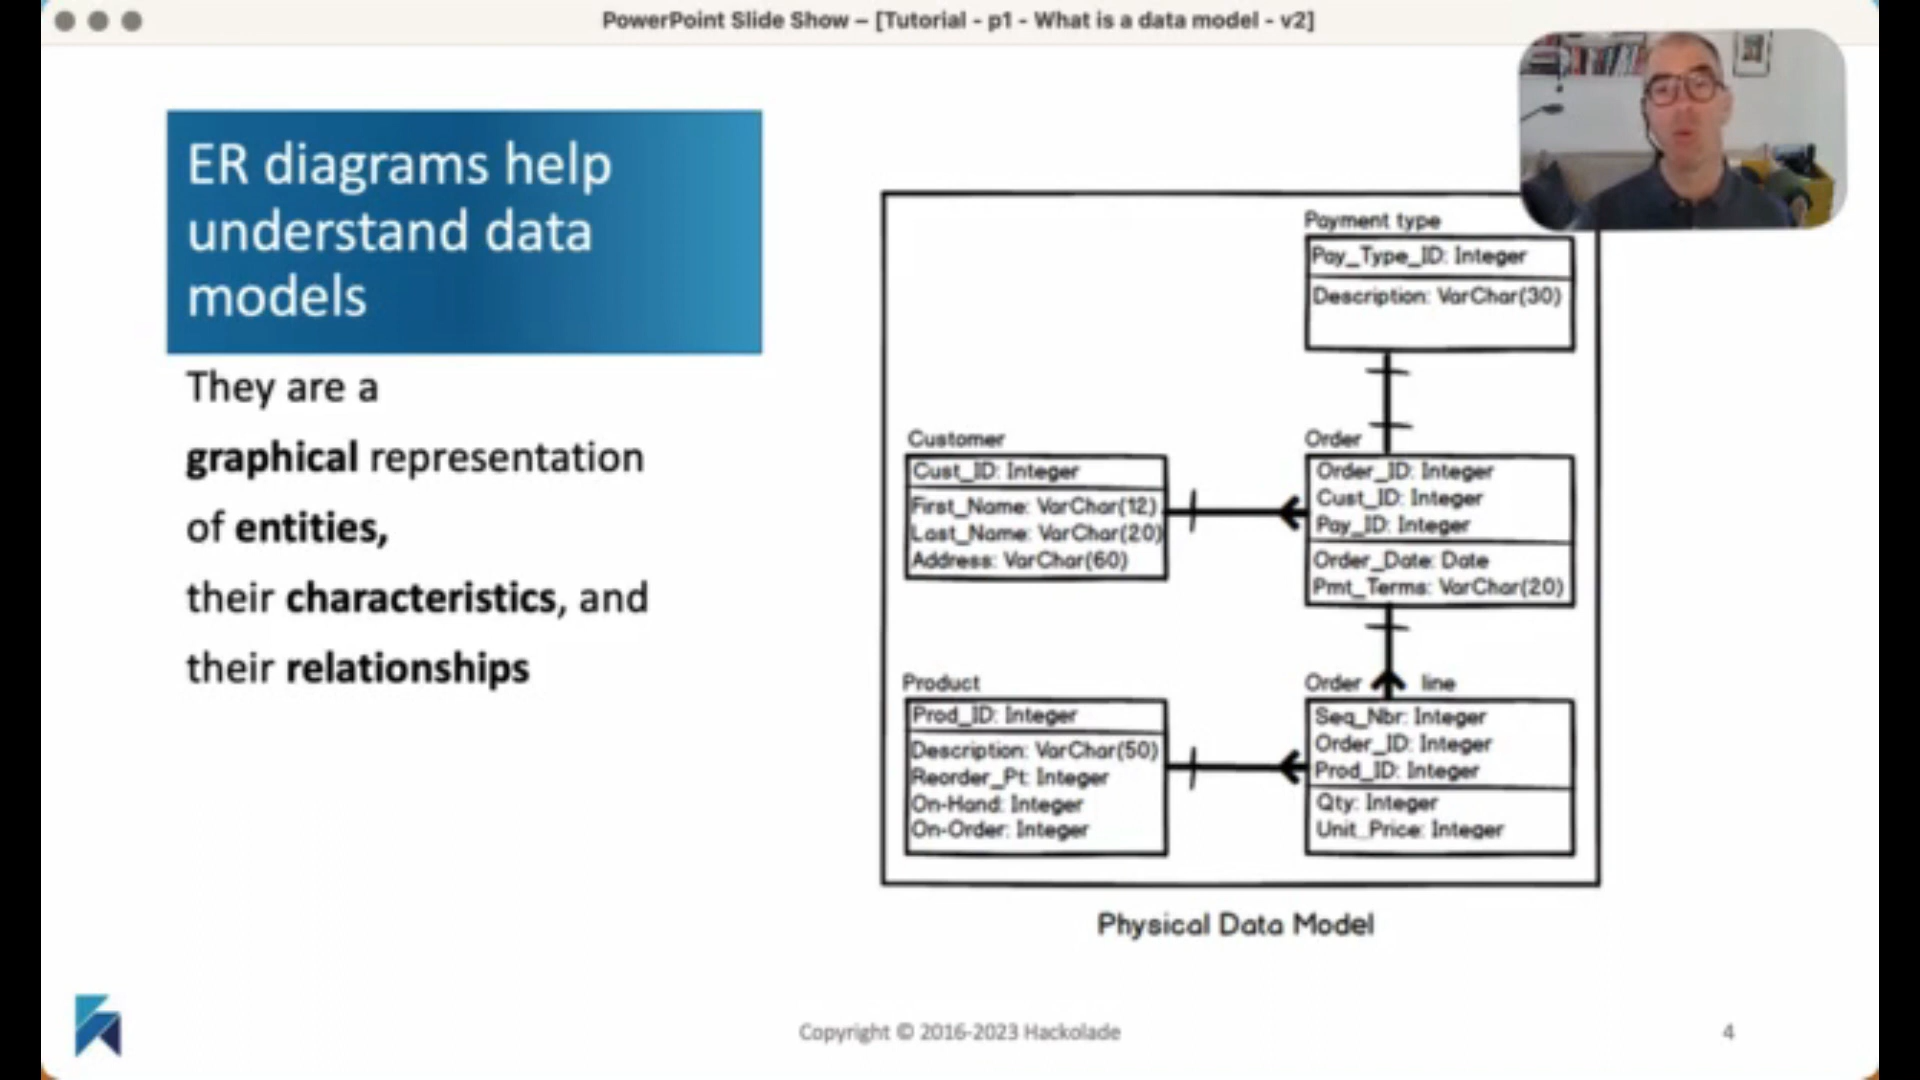 PowerPoint Slide Show – [Tutorial - p1 - What is a data model - v2]
ER diagrams help
understand data
models
They are a
graphical representation
of entities,
their characteristics, and
their relationships
Payment type
Pay_Type_ID: Integer
Description: VarChar(30)
Customer
Cust_ID: Integer
First_Name: VarChar(12)
Last_Name: VarChar(20)
Address: VarChar(60)
Order
Order_ID: Integer
Cust_ID: Integer
Pay_ID: Integer
Order_Date: Date
Pmt_Terms: VarChar(20)
Product
Prod_ID: Integer
Description: VarChar(50)
Reorder_Pt: Integer
On-Hand: Integer
On-Order: Integer
Order line
Seq_Nbr: Integer
Order_ID: Integer
Prod_ID: Integer
Qty: Integer
Unit_Price: Integer
Physical Data Model
Copyright © 2016-2023 Hackolade
4